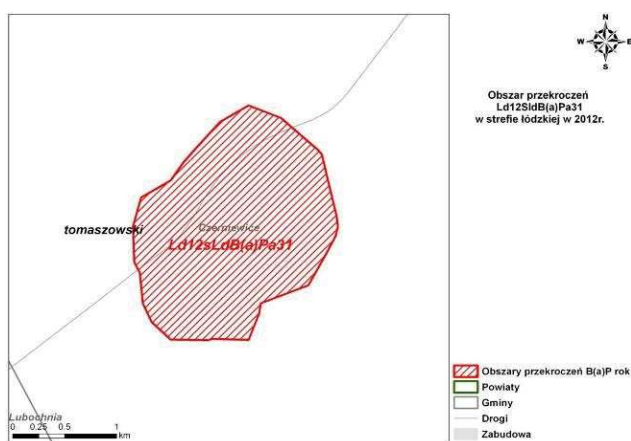 N
W E
S
Obszar przekroczeń
Ld12SldB(a)Pa31
w strefie łódzkiej w 2012r.
tomaszowski
Czerniewice
Ld12sLdB(a)Pa31
Obszary przekroczeń B(a)P rok
Powiaty
Gminy
Drogi
Zabudowa
Lubochnia
0 0.25 0.5 1
km